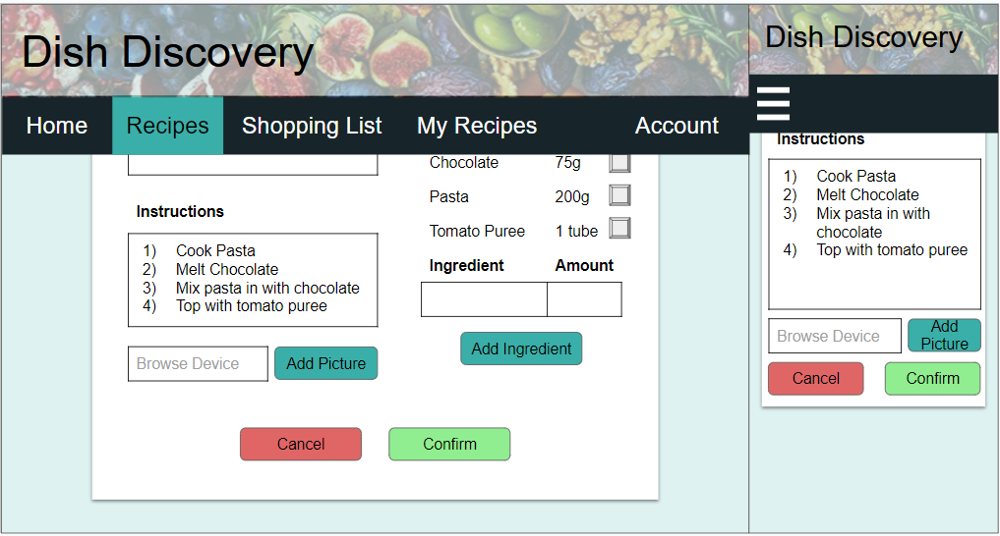 Dish Discovery
Home Recipes Shopping List My Recipes Account
Instructions
1) Cook Pasta
2) Melt Chocolate
3) Mix pasta in with chocolate
4) Top with tomato puree
Browse Device Add Picture
Chocolate 75g
Pasta 200g
Tomato Puree 1 tube
Ingredient Amount
Add Ingredient
Cancel Confirm
Dish Discovery
Instructions
1) Cook Pasta
2) Melt Chocolate
3) Mix pasta in with
chocolate
4) Top with tomato puree
Browse Device
Add
Picture
Cancel Confirm